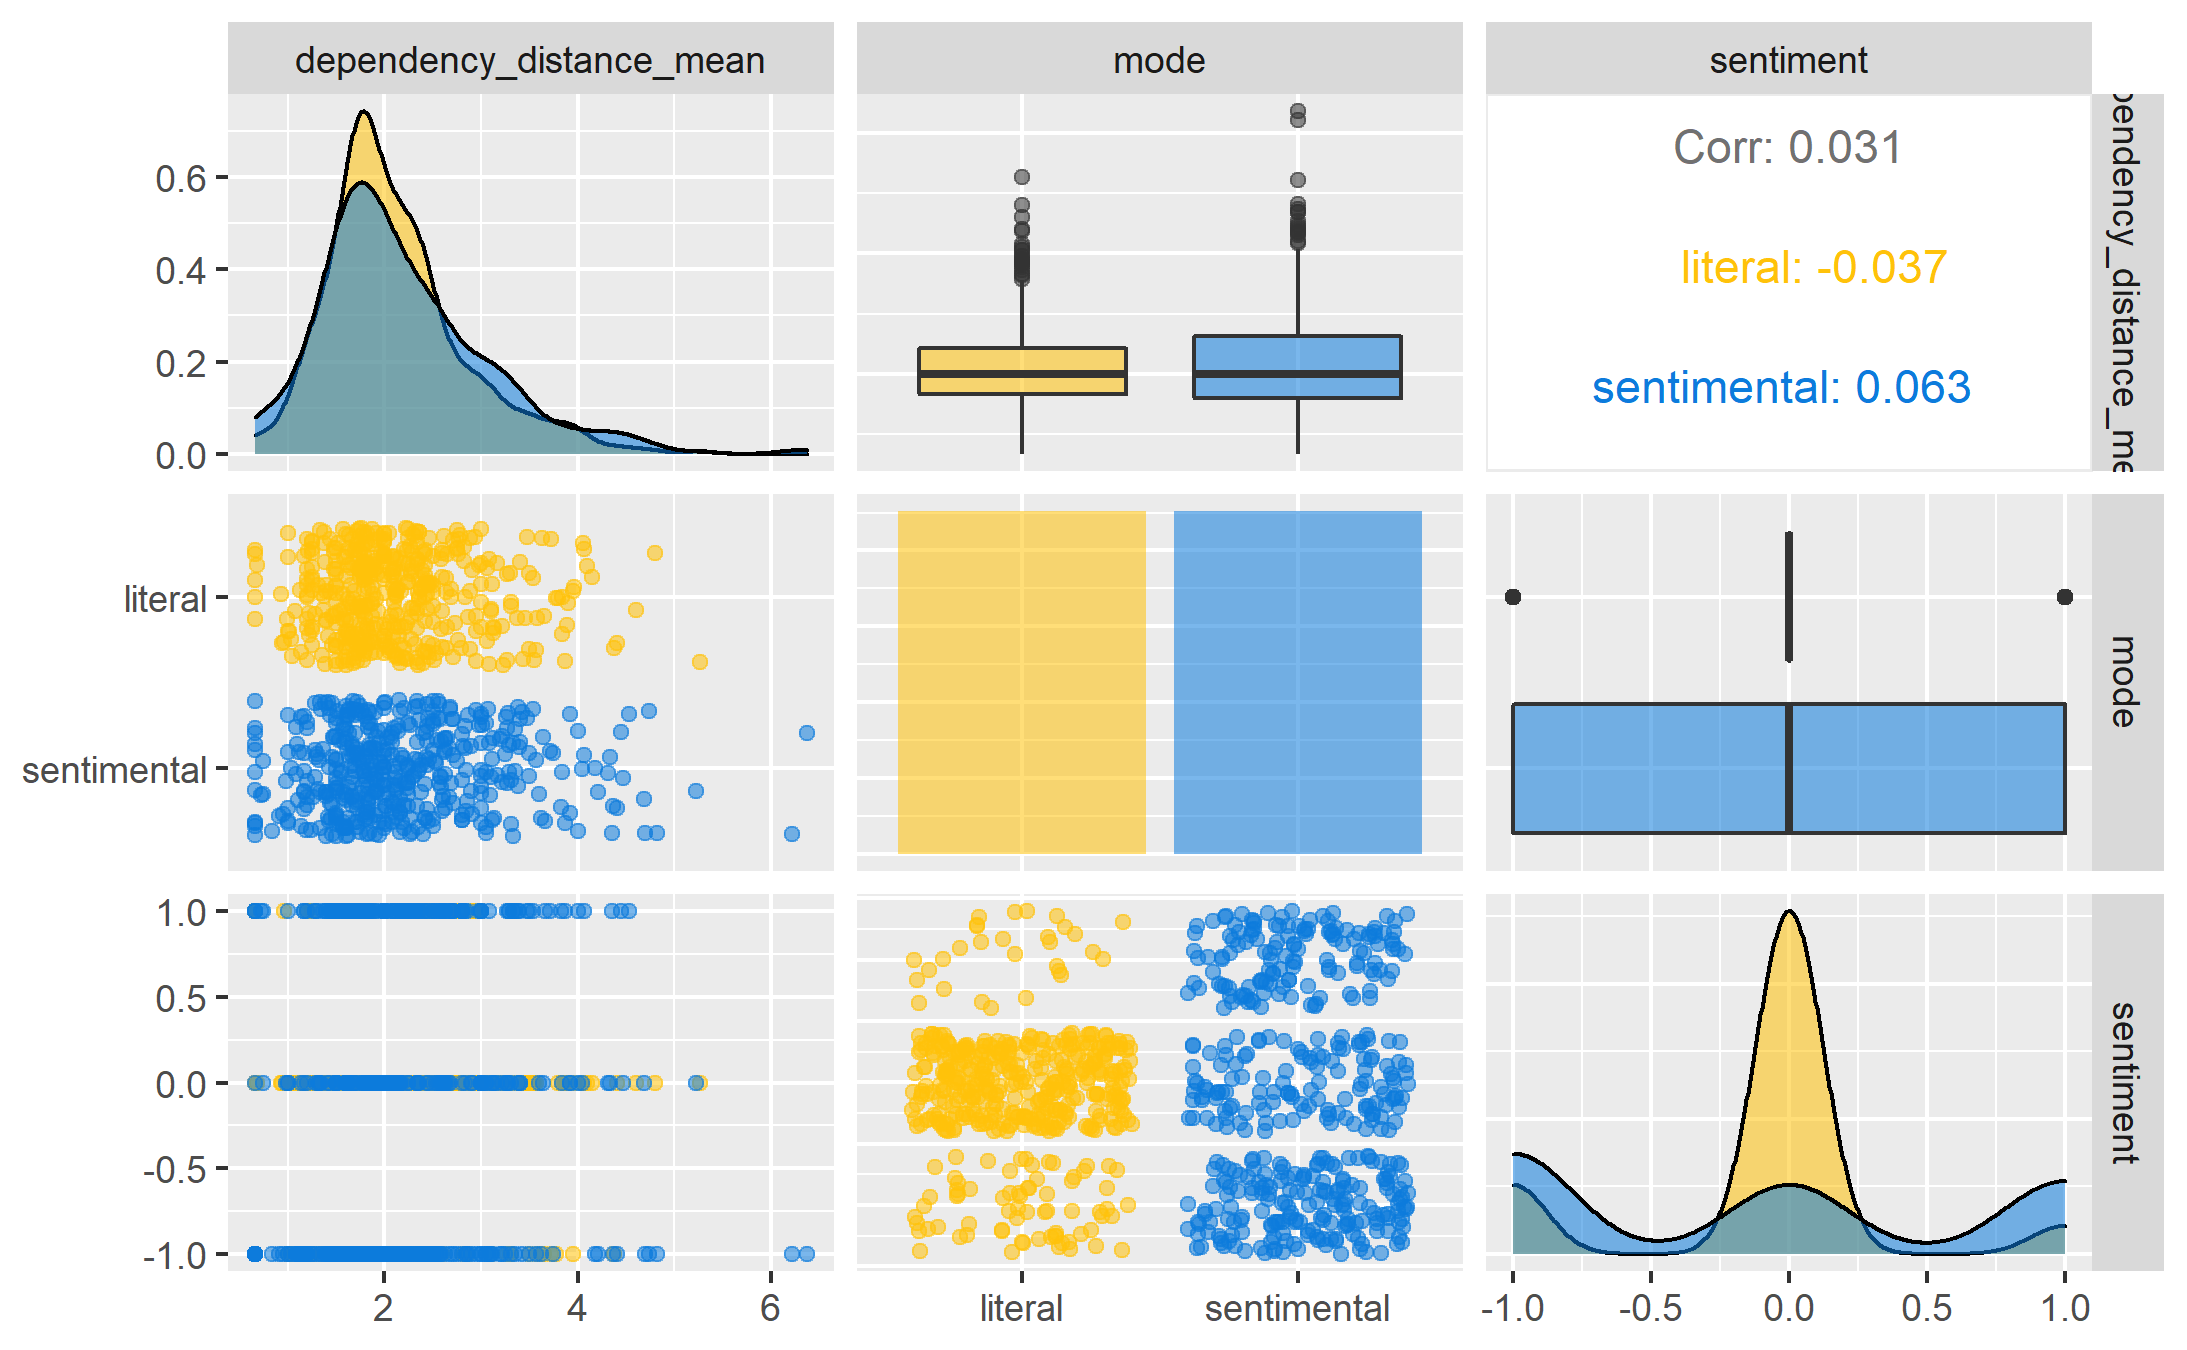 dependency_distance_mean
mode
sentiment
0.6
0.4
0.2
0.0
Corr: 0.031
literal: -0.037
sentimental: 0.063
literal
sentimental
mode
1.0
0.5
0.0
-0.5
-1.0
sentiment
2 4 6
literal sentimental
-1.0 -0.5 0.0 0.5 1.0